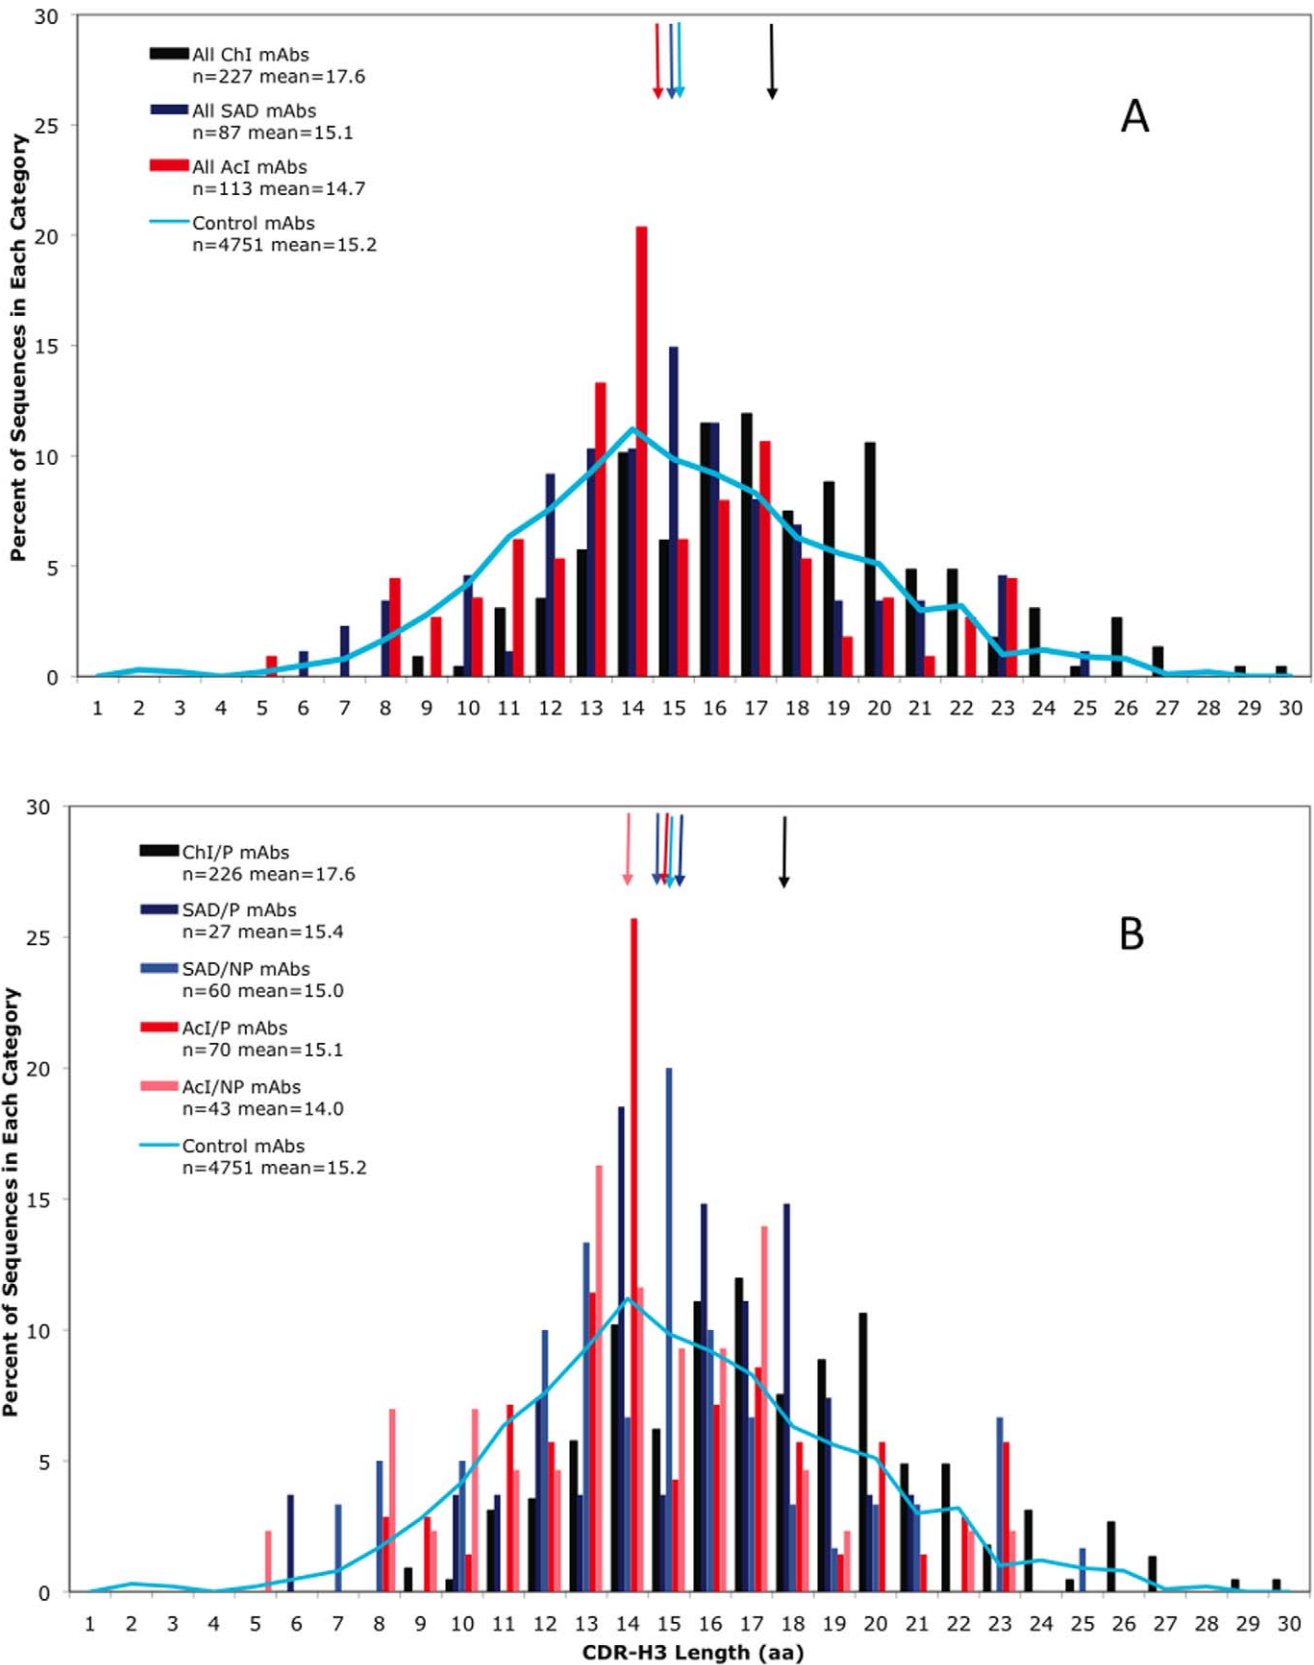 30
25
20
15
10
5
0
Percent of Sequences in Each Category
All ChI mAbs
n=227 mean=17.6
All SAD mAbs
n=87 mean=15.1
All AcI mAbs
n=113 mean=14.7
Control mAbs
n=4751 mean=15.2
A
1 2 3 4 5 6 7 8 9 10 11 12 13 14 15 16 17 18 19 20 21 22 23 24 25 26 27 28 29 30
30
25
20
15
10
5
0
Percent of Sequences in Each Category
ChI/P mAbs
n=226 mean=17.6
SAD/P mAbs
n=27 mean=15.4
SAD/NP mAbs
n=60 mean=15.0
AcI/P mAbs
n=70 mean=15.1
AcI/NP mAbs
n=43 mean=14.0
Control mAbs
n=4751 mean=15.2
B
1 2 3 4 5 6 7 8 9 10 11 12 13 14 15 16 17 18 19 20 21 22 23 24 25 26 27 28 29 30
CDR-H3 Length (aa)